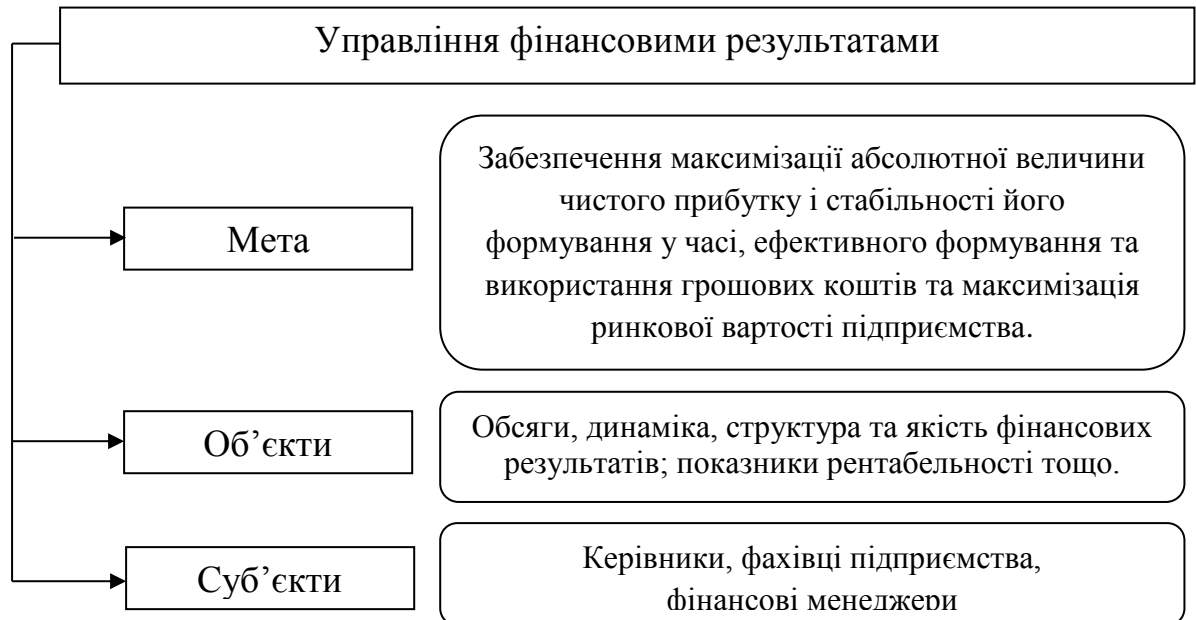 Управління фінансовими результатами
Мета
Забезпечення максимізації абсолютної величини
чистого прибутку і стабільності його
формування у часі, ефективного формування та
використання грошових коштів та максимізація
ринкової вартості підприємства.
Об’єкти
Обсяги, динаміка, структура та якість фінансових
результатів; показники рентабельності тощо.
Суб’єкти
Керівники, фахівці підприємства,
фінансові менеджери